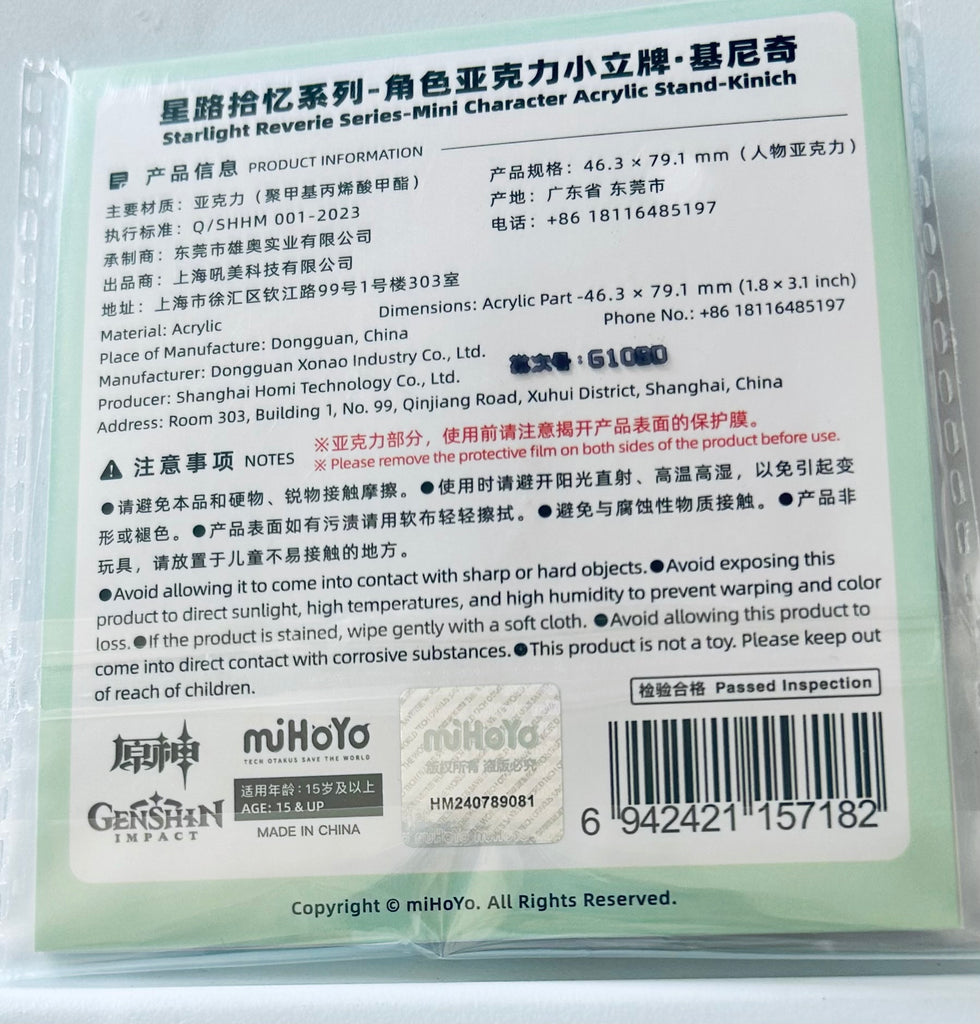 星路拾忆系列-角色亚克力小立牌·基尼奇
Starlight Reverie Series-Mini Character Acrylic Stand-Kinich
产品信息 PRODUCT INFORMATION
主要材质：亚克力（聚甲基丙烯酸甲酯）
产品规格：46.3 × 79.1 mm（人物亚克力）
执行标准：Q/SHHM 001-2023
产地：广东省 东莞市
承制商：东莞市雄奥实业有限公司
电话：+86 18116485197
出品商：上海吼美科技有限公司
地址：上海市徐汇区钦江路99号1号楼303室
Material: Acrylic
Dimensions: Acrylic Part -46.3 × 79.1 mm (1.8 × 3.1 inch)
Place of Manufacture: Dongguan, China
Phone No.: +86 18116485197
Manufacturer: Dongguan Xonao Industry Co., Ltd.
批次号：G1080
Producer: Shanghai Homi Technology Co., Ltd.
Address: Room 303, Building 1, No. 99, Qinjiang Road, Xuhui District, Shanghai, China
注意事项 NOTES
※亚克力部分，使用前请注意揭开产品表面的保护膜。
※ Please remove the protective film on both sides of the product before use.
●请避免本品和硬物、锐物接触摩擦。●使用时请避开阳光直射、高温高湿，以免引起变
形或褪色。●产品表面如有污渍请用软布轻轻擦拭。●避免与腐蚀性物质接触。●产品非
玩具，请放置于儿童不易接触的地方。
●Avoid allowing it to come into contact with sharp or hard objects.●Avoid exposing this
product to direct sunlight, high temperatures, and high humidity to prevent warping and color
loss.●If the product is stained, wipe gently with a soft cloth. ●Avoid allowing this product to
come into direct contact with corrosive substances.●This product is not a toy. Please keep out
of reach of children.
检验合格 Passed Inspection
原神
GENSHIN
IMPACT
miHoYo
TECH OTAKUS SAVE THE WORLD
适用年龄：15岁及以上
AGE: 15 & UP
MADE IN CHINA
miHoYo
版权所有 盗版必究
HM240789081
6 942421 157182
Copyright © miHoYo. All Rights Reserved.